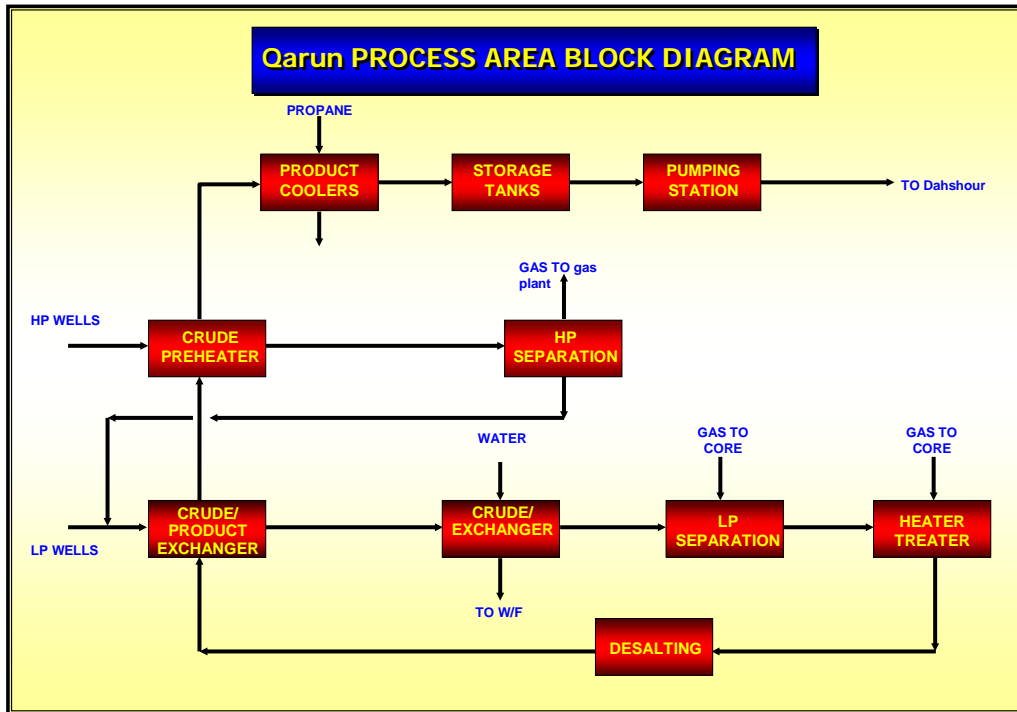 Qarun PROCESS AREA BLOCK DIAGRAM
PROPANE
PRODUCT
COOLERS
STORAGE
TANKS
PUMPING
STATION
TO Dahshour
GAS TO gas
plant
HP WELLS
CRUDE
PREHEATER
HP
SEPARATION
WATER
GAS TO
CORE
GAS TO
CORE
LP WELLS
CRUDE/
PRODUCT
EXCHANGER
CRUDE/
EXCHANGER
LP
SEPARATION
HEATER
TREATER
TO W/F
DESALTING